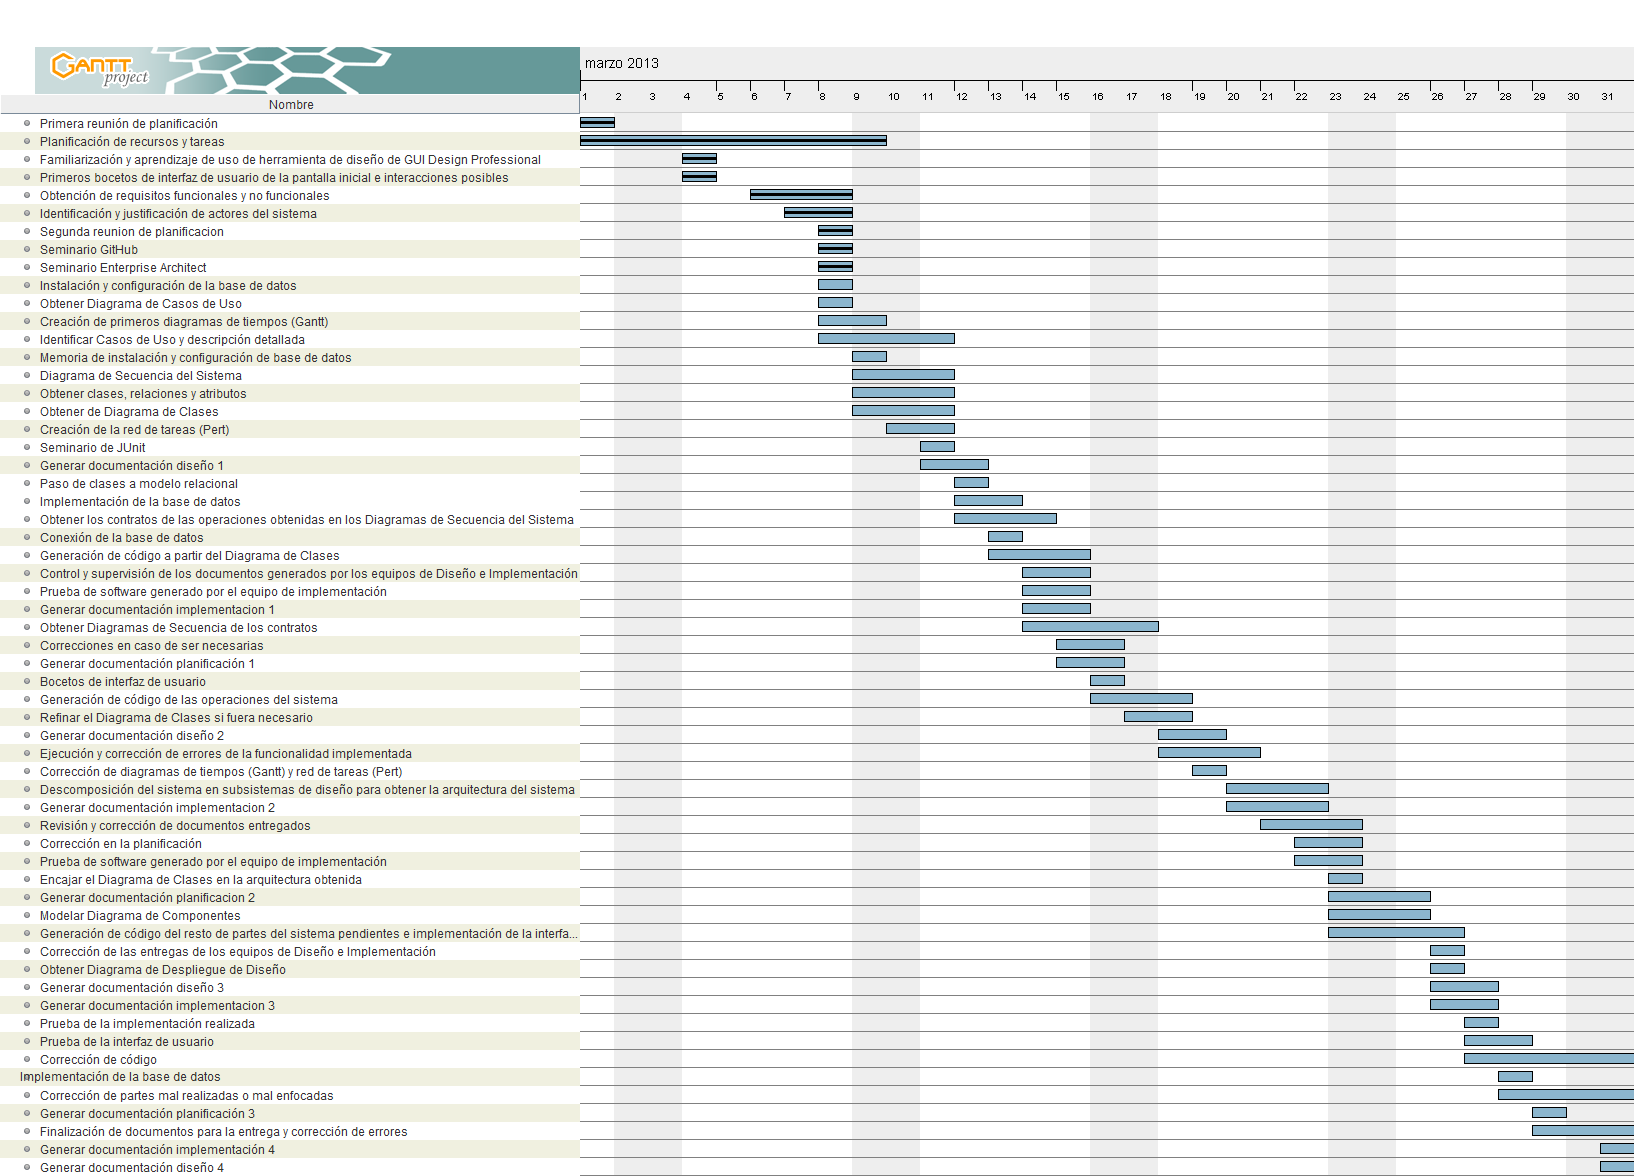 GANTT
project
marzo 2013
Nombre
1 2 3 4 5 6 7 8 9 10 11 12 13 14 15 16 17 18 19 20 21 22 23 24 25 26 27 28 29 30 31
Primera reunión de planificación
Planificación de recursos y tareas
Familiarización y aprendizaje de uso de herramienta de diseño de GUI Design Professional
Primeros bocetos de interfaz de usuario de la pantalla inicial e interacciones posibles
Obtención de requisitos funcionales y no funcionales
Identificación y justificación de actores del sistema
Segunda reunion de planificacion
Seminario GitHub
Seminario Enterprise Architect
Instalación y configuración de la base de datos
Obtener Diagrama de Casos de Uso
Creación de primeros diagramas de tiempos (Gantt)
Identificar Casos de Uso y descripción detallada
Memoria de instalación y configuración de base de datos
Diagrama de Secuencia del Sistema
Obtener clases, relaciones y atributos
Obtener de Diagrama de Clases
Creación de la red de tareas (Pert)
Seminario de JUnit
Generar documentación diseño 1
Paso de clases a modelo relacional
Implementación de la base de datos
Obtener los contratos de las operaciones obtenidas en los Diagramas de Secuencia del Sistema
Conexión de la base de datos
Generación de código a partir del Diagrama de Clases
Control y supervisión de los documentos generados por los equipos de Diseño e Implementación
Prueba de software generado por el equipo de implementación
Generar documentación implementacion 1
Obtener Diagramas de Secuencia de los contratos
Correcciones en caso de ser necesarias
Generar documentación planificación 1
Bocetos de interfaz de usuario
Generación de código de las operaciones del sistema
Refinar el Diagrama de Clases si fuera necesario
Generar documentación diseño 2
Ejecución y corrección de errores de la funcionalidad implementada
Corrección de diagramas de tiempos (Gantt) y red de tareas (Pert)
Descomposición del sistema en subsistemas de diseño para obtener la arquitectura del sistema
Generar documentación implementacion 2
Revisión y corrección de documentos entregados
Corrección en la planificación
Prueba de software generado por el equipo de implementación
Encajar el Diagrama de Clases en la arquitectura obtenida
Generar documentación planificacion 2
Modelar Diagrama de Componentes
Generación de código del resto de partes del sistema pendientes e implementación de la interfa...
Corrección de las entregas de los equipos de Diseño e Implementación
Obtener Diagrama de Despliegue de Diseño
Generar documentación diseño 3
Generar documentación implementacion 3
Prueba de la implementación realizada
Prueba de la interfaz de usuario
Corrección de código
Implementación de la base de datos
Corrección de partes mal realizadas o mal enfocadas
Generar documentación planificación 3
Finalización de documentos para la entrega y corrección de errores
Generar documentación implementación 4
Generar documentación diseño 4